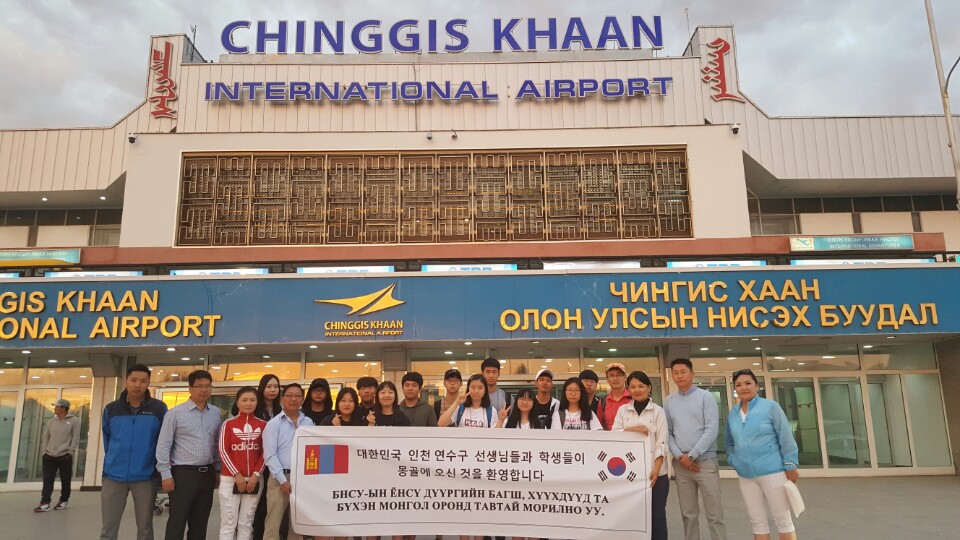 CHINGGIS KHAAN
INTERNATIONAL AIRPORT
GIS KHAAN
ONAL AIRPORT
CHINGGIS KHAAN
INTERNATIONAL AIRPORT
ЧИНГИС ХААН
ОЛОН УЛСЫН НИСЭХ БУУДАЛ
adidas
대한민국 인천 연수구 선생님들과 학생들이
몽골에 오신 것을 환영합니다
БНСУ-ЫН ЁНСУ ДҮҮРГИЙН БАГШ, ХҮҮХДҮҮД ТА
БҮХЭН МОНГОЛ ОРОНД ТАВТАЙ МОРИЛНО УУ.